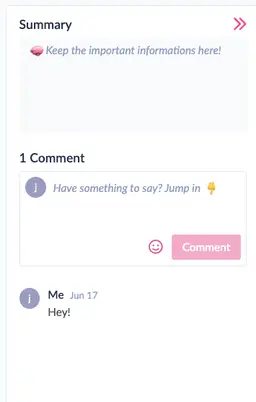 Summary
Keep the important informations here!
1 Comment
j
Have something to say? Jump in 👇
Comment
Me Jun 17
j
Hey!